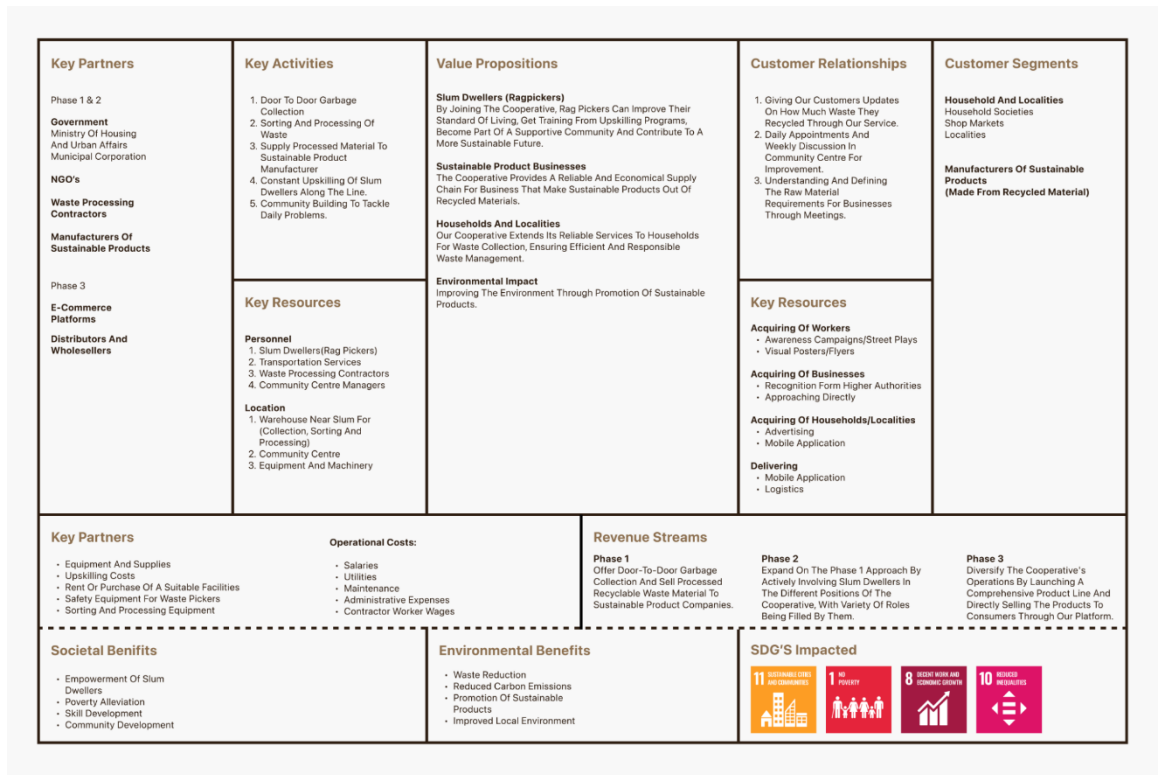 Key Partners
Phase 1 & 2
Government
Ministry Of Housing
And Urban Affairs
Municipal Corporation
NGO's
Waste Processing
Contractors
Manufacturers Of
Sustainable Products
Phase 3
E-Commerce
Platforms
Distributors And
Wholesellers
Key Activities
1. Door To Door Garbage
Collection
2. Sorting And Processing Of
Waste
3. Supply Processed Material To
Sustainable Product
Manufacturer
4. Constant Upskilling Of Slum
Dwellers Along The Line.
5. Community Building To Tackle
Daily Problems.
Key Resources
Personnel
1. Slum Dwellers(Rag Pickers)
2. Transportation Services
3. Waste Processing Contractors
4. Community Centre Managers
Location
1. Warehouse Near Slum For
(Collection, Sorting And
Processing)
2. Community Centre
3. Equipment And Machinery
Value Propositions
Slum Dwellers (Ragpickers)
By Joining The Cooperative, Rag Pickers Can Improve Their
Standard Of Living, Get Training From Upskilling Programs,
Become Part Of A Supportive Community And Contribute To A
More Sustainable Future.
Sustainable Product Businesses
The Cooperative Provides A Reliable And Economical Supply
Chain For Business That Make Sustainable Products Out Of
Recycled Materials.
Households And Localities
Our Cooperative Extends Its Reliable Services To Households
For Waste Collection, Ensuring Efficient And Responsible
Waste Management.
Environmental Impact
Improving The Environment Through Promotion Of Sustainable
Products.
Customer Relationships
1. Giving Our Customers Updates
On How Much Waste They
Recycled Through Our Service.
2. Daily Appointments And
Weekly Discussion In
Community Centre For
Improvement.
3. Understanding And Defining
The Raw Material
Requirements For Businesses
Through Meetings.
Key Resources
Acquiring Of Workers
• Awareness Campaigns/Street Plays
• Visual Posters/Flyers
Acquiring Of Businesses
• Recognition Form Higher Authorities
• Approaching Directly
Acquiring Of Households/Localities
• Advertising
• Mobile Application
Delivering
• Mobile Application
• Logistics
Customer Segments
Household And Localities
Household Societies
Shop Markets
Localities
Manufacturers Of Sustainable
Products
(Made From Recycled Material)
Key Partners
• Equipment And Supplies
• Upskilling Costs
• Rent Or Purchase Of A Suitable Facilities
• Safety Equipment For Waste Pickers
• Sorting And Processing Equipment
Operational Costs:
• Salaries
• Utilities
• Maintenance
• Administrative Expenses
• Contractor Worker Wages
Revenue Streams
Phase 1
Offer Door-To-Door Garbage
Collection And Sell Processed
Recyclable Waste Material To
Sustainable Product Companies.
Phase 2
Expand On The Phase 1 Approach By
Actively Involving Slum Dwellers In
The Different Positions Of The
Cooperative, With Variety Of Roles
Being Filled By Them.
Phase 3
Diversify The Cooperative's
Operations By Launching A
Comprehensive Product Line And
Directly Selling The Products To
Consumers Through Our Platform.
Societal Benifits
• Empowerment Of Slum
Dwellers
• Poverty Alleviation
• Skill Development
• Community Development
Environmental Benefits
• Waste Reduction
• Reduced Carbon Emissions
• Promotion Of Sustainable
Products
• Improved Local Environment
SDG'S Impacted
11 SUSTAINABLE CITIES
AND COMMUNITIES
1 NO
POVERTY
8 DECENT WORK AND
ECONOMIC GROWTH
10 REDUCED
INEQUALITIES